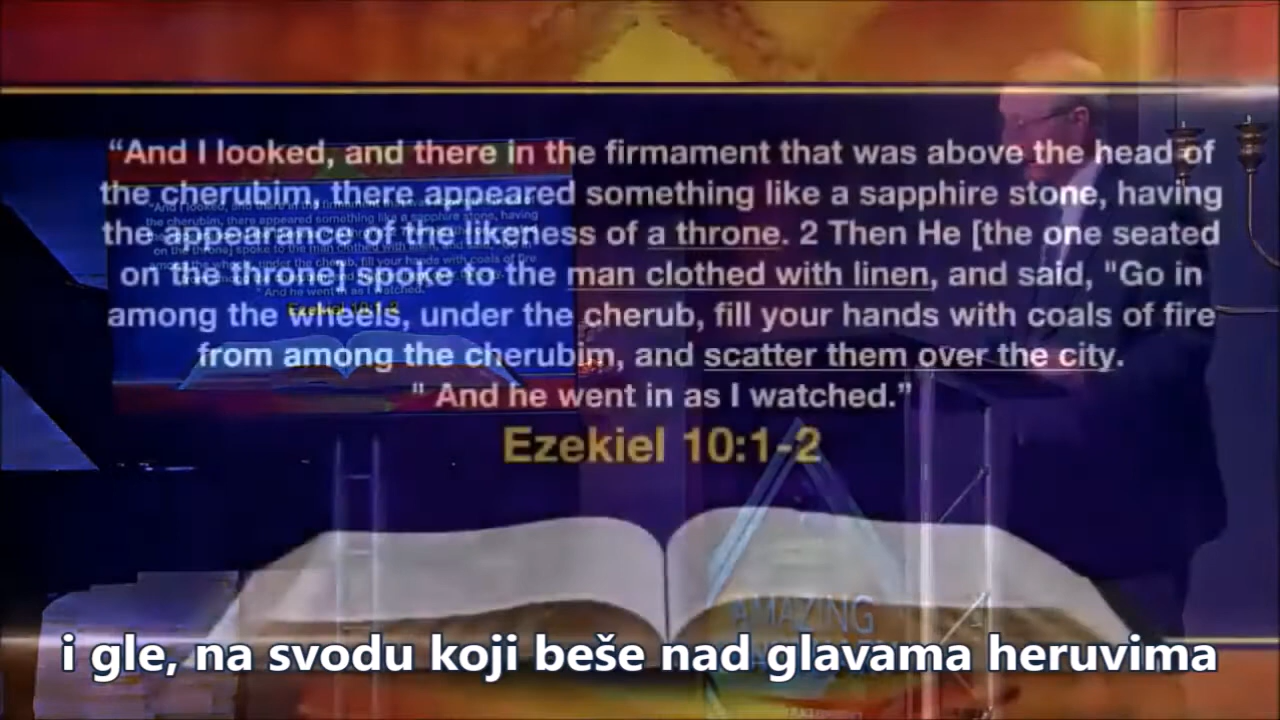 “And I looked, and there in the firmament that was above the head of
the cherubim, there appeared something like a sapphire stone, having
the appearance of the likeness of a throne. 2 Then He [the one seated
on the throne] spoke to the man clothed with linen, and said, "Go in
among the wheels, under the cherub, fill your hands with coals of fire
from among the cherubim, and scatter them over the city.
" And he went in as I watched.”
Ezekiel 10:1-2
Ezekiel 10:1-2
AMAZING
i gle, na svodu koji beše nad glavama heruvima